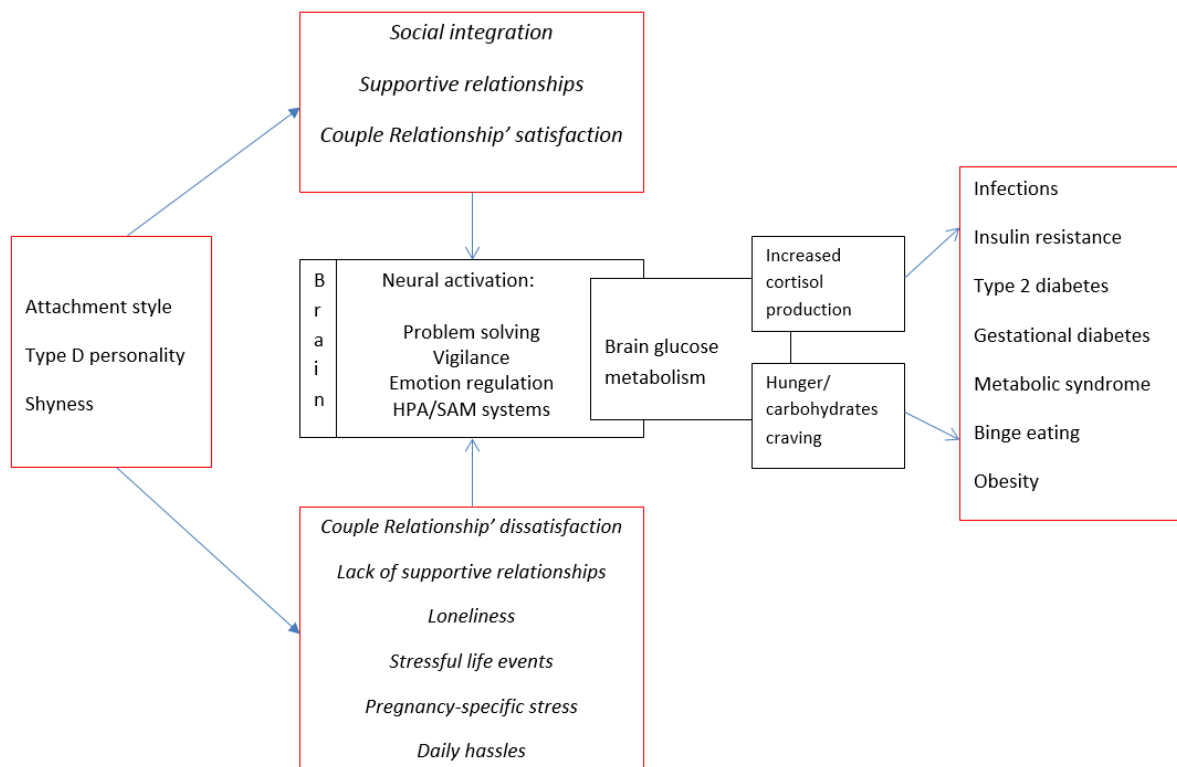 Social integration
Supportive relationships
Couple Relationship’ satisfaction
Attachment style
Type D personality
Shyness
B
r
a
i
n
Neural activation:
Problem solving
Vigilance
Emotion regulation
HPA/SAM systems
Brain glucose
metabolism
Increased
cortisol
production
Hunger/
carbohydrates
craving
Infections
Insulin resistance
Type 2 diabetes
Gestational diabetes
Metabolic syndrome
Binge eating
Obesity
Couple Relationship’ dissatisfaction
Lack of supportive relationships
Loneliness
Stressful life events
Pregnancy-specific stress
Daily hassles